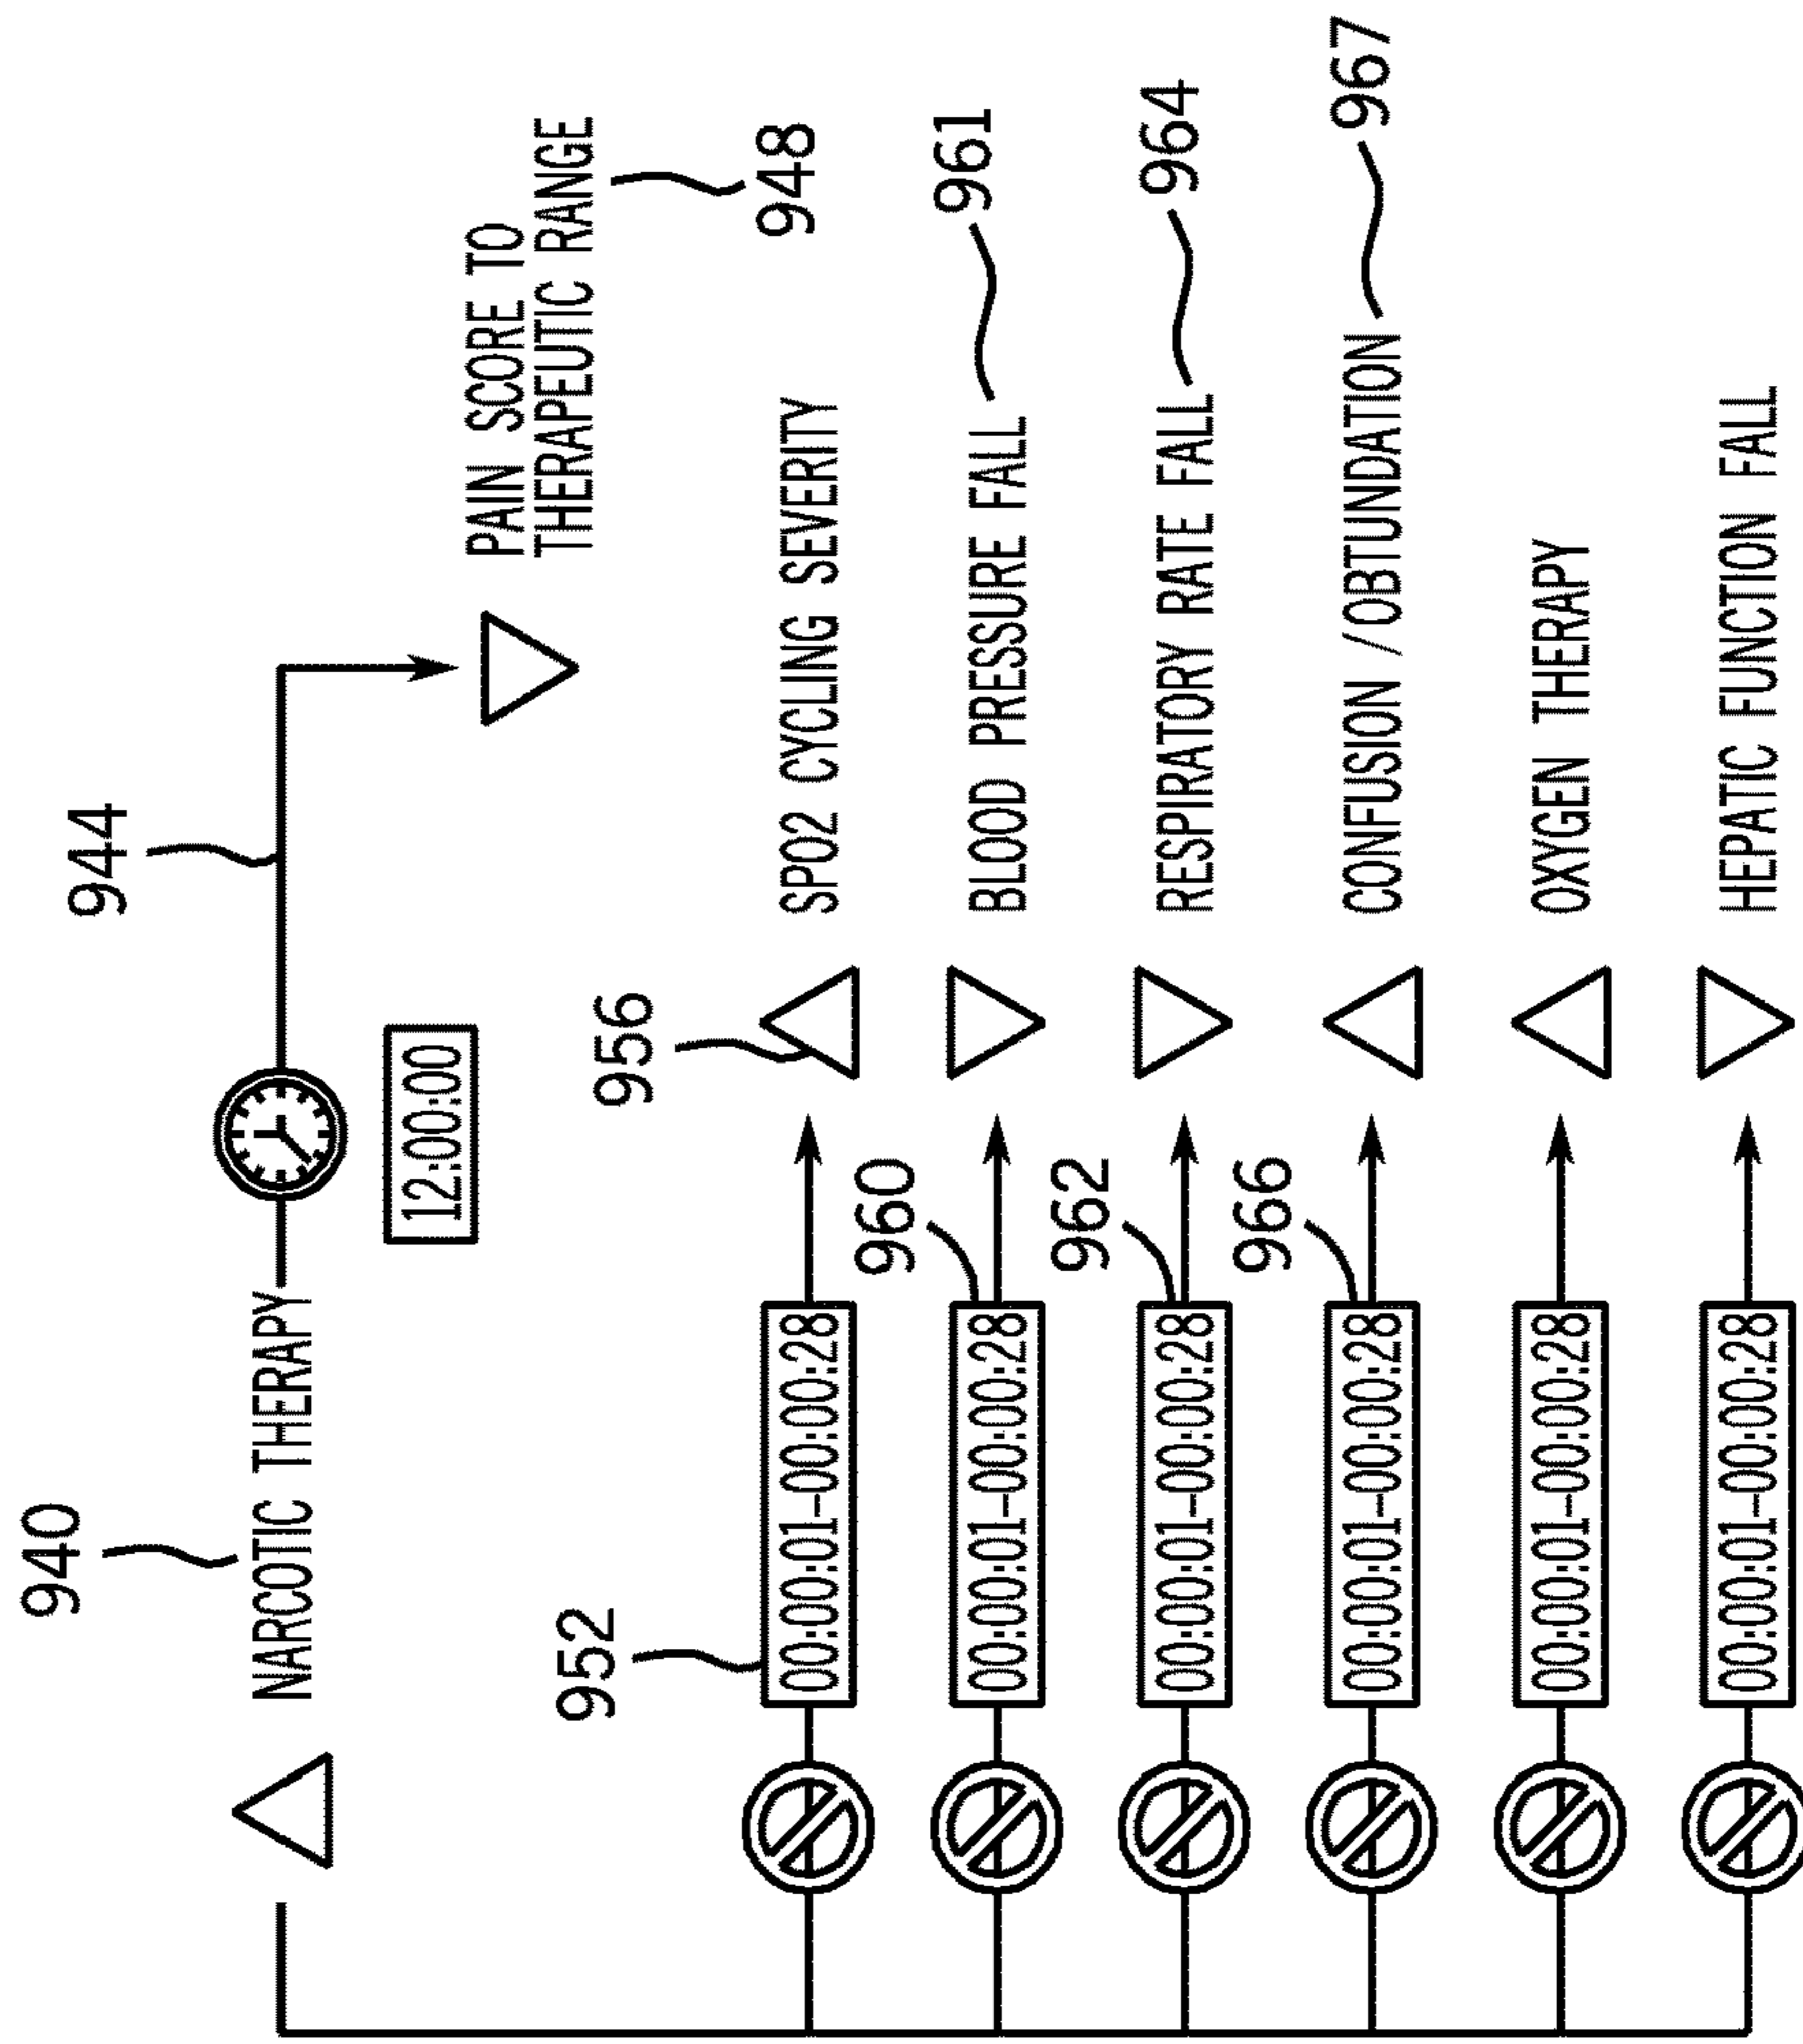 940
NARCOTIC THERAPY
944
12:00:00
PAIN SCORE TO
THERAPEUTIC RANGE
948
952
00:00:01-00:00:28
956
SPO2 CYCLING SEVERITY
960
00:00:01-00:00:28
BLOOD PRESSURE FALL
961
962
00:00:01-00:00:28
RESPIRATORY RATE FALL
964
966
00:00:01-00:00:28
CONFUSION / OBTUNDATION
967
00:00:01-00:00:28
OXYGEN THERAPY
00:00:01-00:00:28
HEPATIC FUNCTION FALL